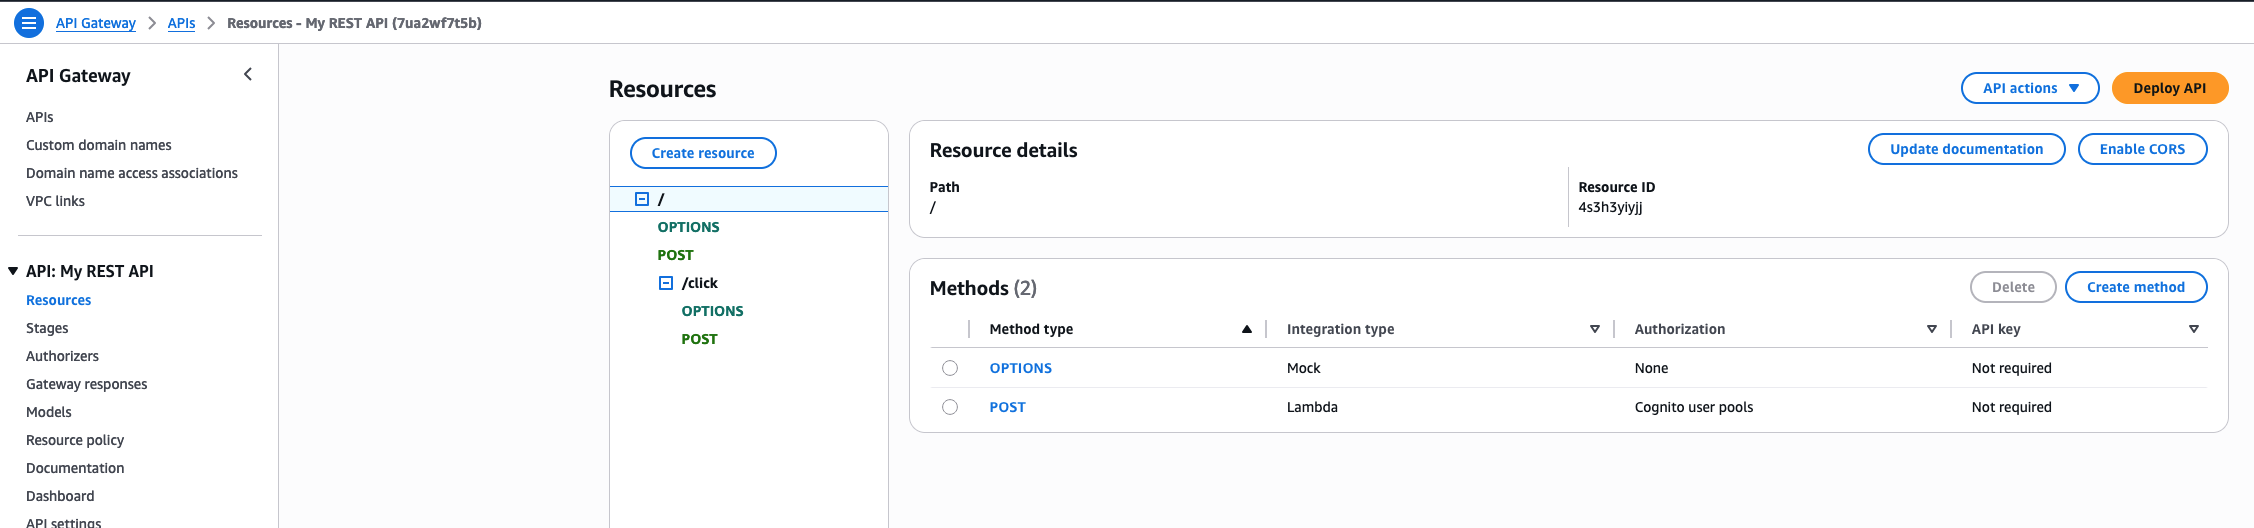 API Gateway > APIs > Resources - My REST API (7ua2wf7t5b)
API Gateway
APIs
Custom domain names
Domain name access associations
VPC links
API: My REST API
Resources
Stages
Authorizers
Gateway responses
Models
Resource policy
Documentation
Dashboard
API settings
Resources
API actions
Deploy API
Create resource
/
OPTIONS
POST
/click
OPTIONS
POST
Resource details
Update documentation
Enable CORS
Path
/
Resource ID
4s3h3yiyjj
Methods (2)
Delete
Create method
Method type Integration type Authorization API key
OPTIONS Mock None Not required
POST Lambda Cognito user pools Not required